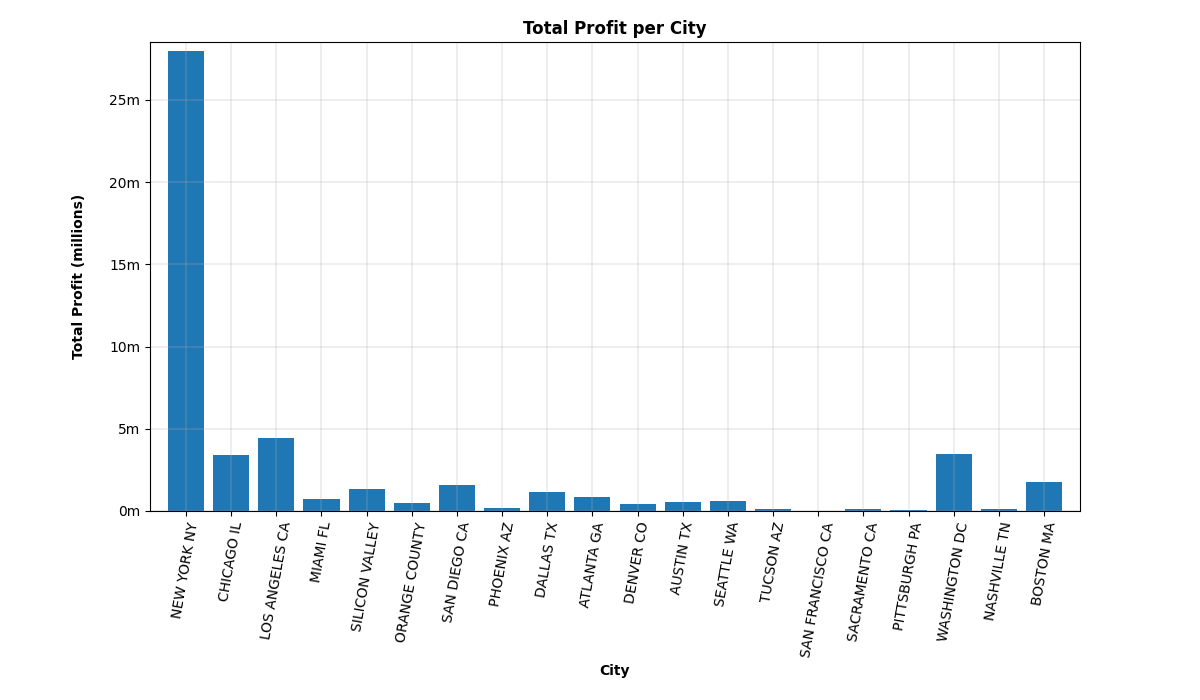 Total Profit per City
Total Profit (millions)
25m
20m
15m
10m
5m
0m
NEW YORK NY
CHICAGO IL
LOS ANGELES CA
MIAMI FL
SILICON VALLEY
ORANGE COUNTY
SAN DIEGO CA
PHOENIX AZ
DALLAS TX
ATLANTA GA
DENVER CO
AUSTIN TX
SEATTLE WA
TUCSON AZ
SAN FRANCISCO CA
SACRAMENTO CA
PITTSBURGH PA
WASHINGTON DC
NASHVILLE TN
BOSTON MA
City